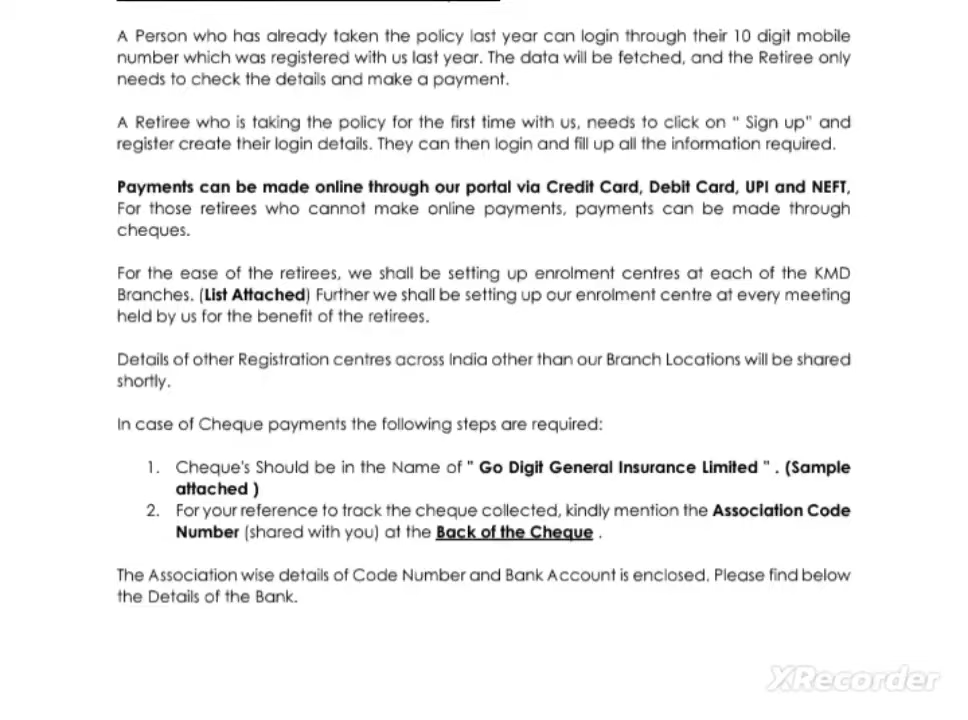 A Person who has already taken the policy last year can login through their 10 digit mobile
number which was registered with us last year. The data will be fetched, and the Retiree only
needs to check the details and make a payment.
A Retiree who is taking the policy for the first time with us, needs to click on " Sign up" and
register create their login details. They can then login and fill up all the information required.
Payments can be made online through our portal via Credit Card, Debit Card, UPI and NEFT,
For those retirees who cannot make online payments, payments can be made through
cheques.
For the ease of the retirees, we shall be setting up enrolment centres at each of the KMD
Branches. (List Attached) Further we shall be setting up our enrolment centre at every meeting
held by us for the benefit of the retirees.
Details of other Registration centres across India other than our Branch Locations will be shared
shortly.
In case of Cheque payments the following steps are required:
1. Cheque's Should be in the Name of " Go Digit General Insurance Limited " . (Sample
attached )
2. For your reference to track the cheque collected, kindly mention the Association Code
Number (shared with you) at the Back of the Cheque .
The Association wise details of Code Number and Bank Account is enclosed. Please find below
the Details of the Bank.
XRecorder